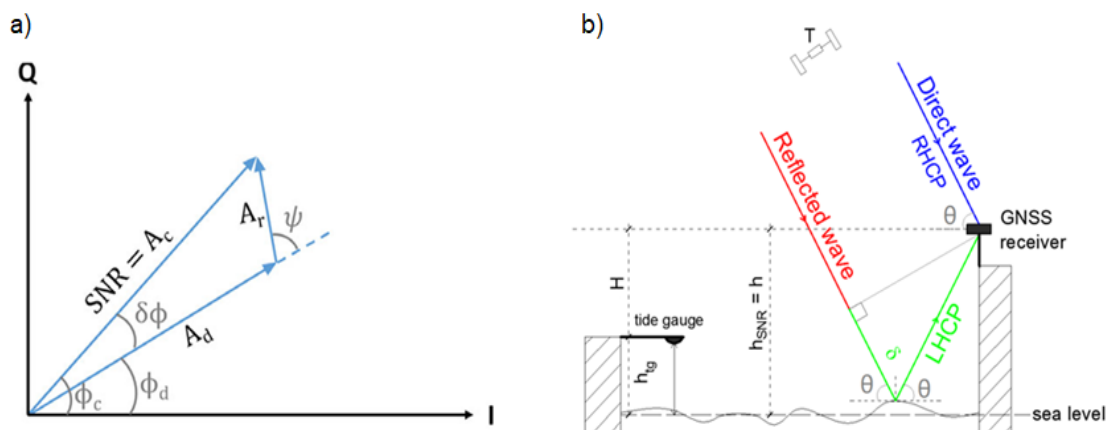 a)
Q
SNR = A_c
A_r
ψ
δϕ
A_d
ϕ_c
ϕ_d
I
b)
T
Direct wave
RHCP
Reflected wave
θ
GNSS
receiver
H
h_SNR = h
tide gauge
h_tg
δ
LHCP
θ
θ
sea level